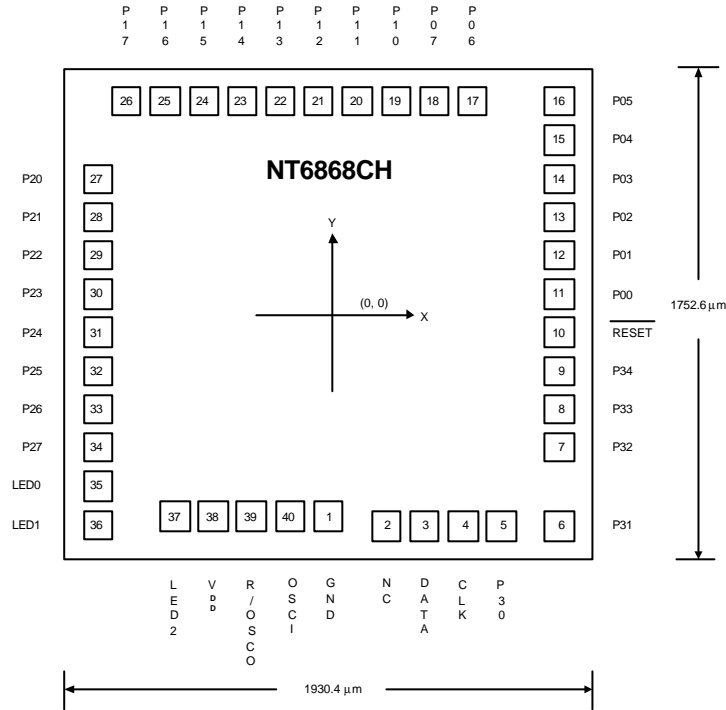 P17 P16 P15 P14 P13 P12 P11 P10 P07 P06
26 25 24 23 22 21 20 19 18 17 16 P05
15 P04
NT6868CH
P20 27 14 P03
P21 28 13 P02
Y
P22 29 12 P01
P23 30 11 P00
(0, 0)
X
1752.6 μm
P24 31 10 RESET
P25 32 9 P34
P26 33 8 P33
P27 34 7 P32
LED0 35
LED1 36 37 38 39 40 1 2 3 4 5 6 P31
LED2 VDD R/OSCO OSCI GND NC DATA CLK P30
1930.4 μm